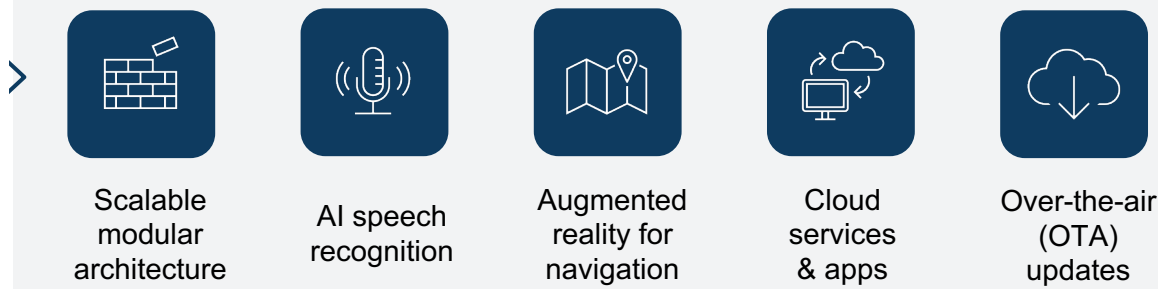 Scalable
modular
architecture
AI speech
recognition
Augmented
reality for
navigation
Cloud
services
& apps
Over-the-air
(OTA)
updates